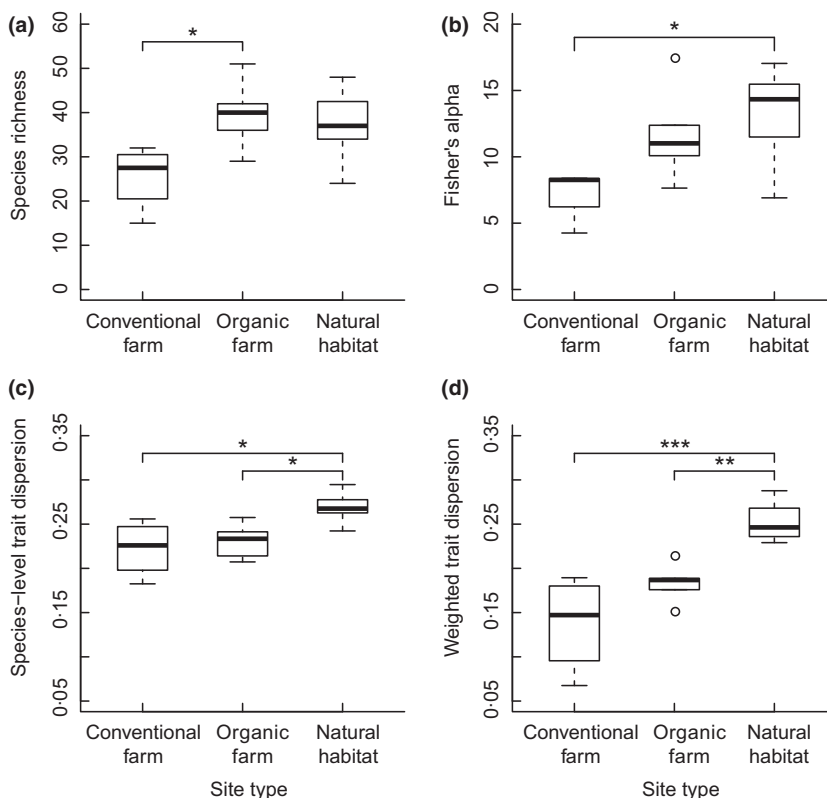 (a)
Species richness
0 10 20 30 40 50 60
*
Conventional farm
Organic farm
Natural habitat
(b)
Fisher's alpha
0 5 10 15 20
*
Conventional farm
Organic farm
Natural habitat
(c)
Species−level trait dispersion
0·05 0·15 0·25 0·35
*
*
Conventional farm
Organic farm
Natural habitat
Site type
(d)
Weighted trait dispersion
0·05 0·15 0·25 0·35
***
**
Conventional farm
Organic farm
Natural habitat
Site type